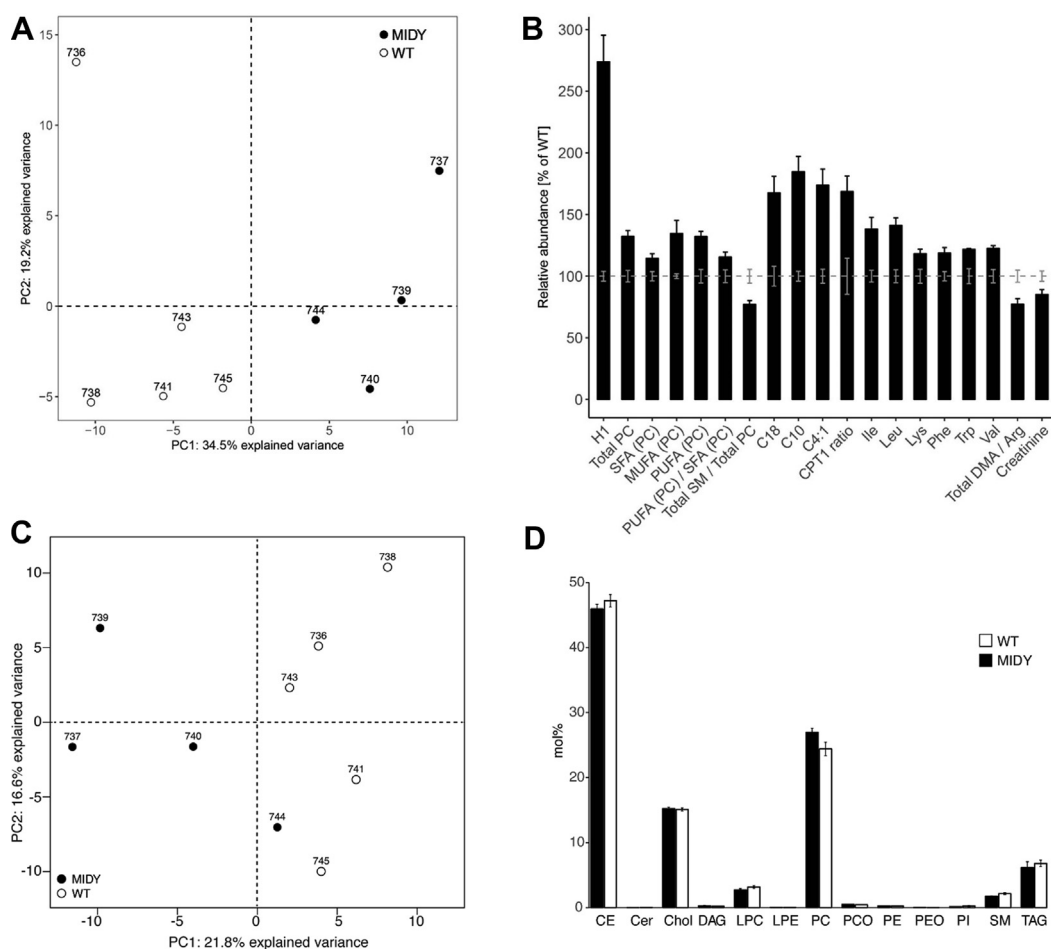 A
MIDY
WT
15
10
5
0
−5
−10
−5
0
5
10
PC2: 19.2% explained variance
PC1: 34.5% explained variance
736
737
739
744
743
740
738
741
745
B
300
250
200
150
100
50
0
Relative abundance [% of WT]
H1
Total PC
SFA (PC)
MUFA (PC)
PUFA (PC)
PUFA (PC) / SFA (PC)
Total SM / Total PC
C18
C10
C4:1
CPT1 ratio
Ile
Leu
Lys
Phe
Trp
Val
Total DMA / Arg
Creatinine
C
10
5
0
-5
-10
-10
-5
0
5
10
PC2: 16.6% explained variance
PC1: 21.8% explained variance
738
739
736
743
737
740
741
744
745
MIDY
WT
D
50
40
30
20
10
0
mol%
WT
MIDY
CE Cer Chol DAG LPC LPE PC PCO PE PEO PI SM TAG